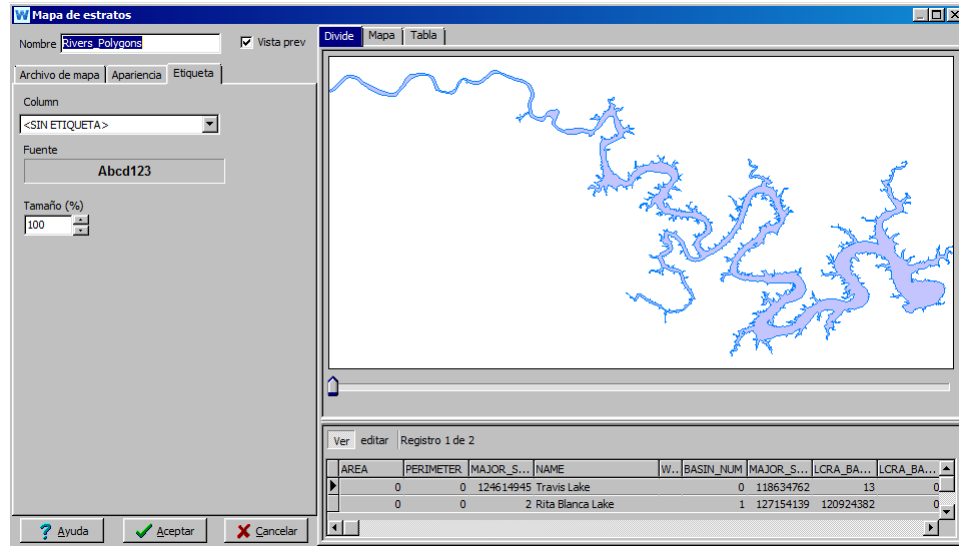 Mapa de estratos
Nombre Rivers_Polygons Vista prev
Archivo de mapa Apariencia Etiqueta
Column
<SIN ETIQUETA>
Fuente
Abcd123
Tamaño (%)
100
Ayuda Aceptar Cancelar
Divide Mapa Tabla
Ver editar Registro 1 de 2
AREA PERIMETER MAJOR_S... NAME W... BASIN_NUM MAJOR_S... LCRA_BA... LCRA_BA...
0 0 124614945 Travis Lake 0 118634762 13 0
0 0 2 Rita Blanca Lake 1 127154139 120924382 0